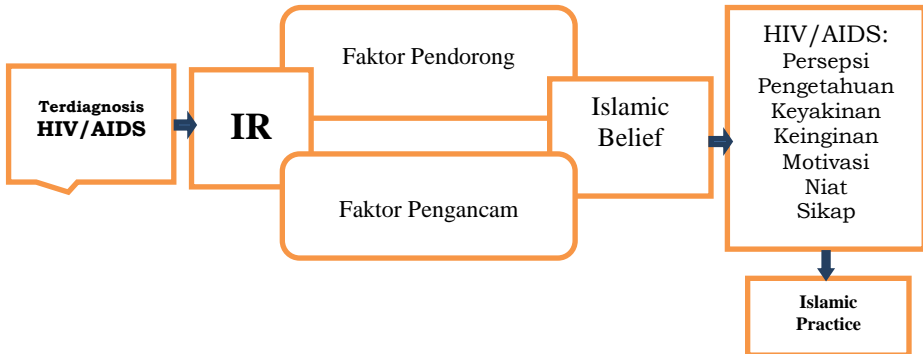 Terdiagnosis
HIV/AIDS
IR
Faktor Pendorong
Faktor Pengancam
Islamic
Belief
HIV/AIDS:
Persepsi
Pengetahuan
Keyakinan
Keinginan
Motivasi
Niat
Sikap
Islamic
Practice